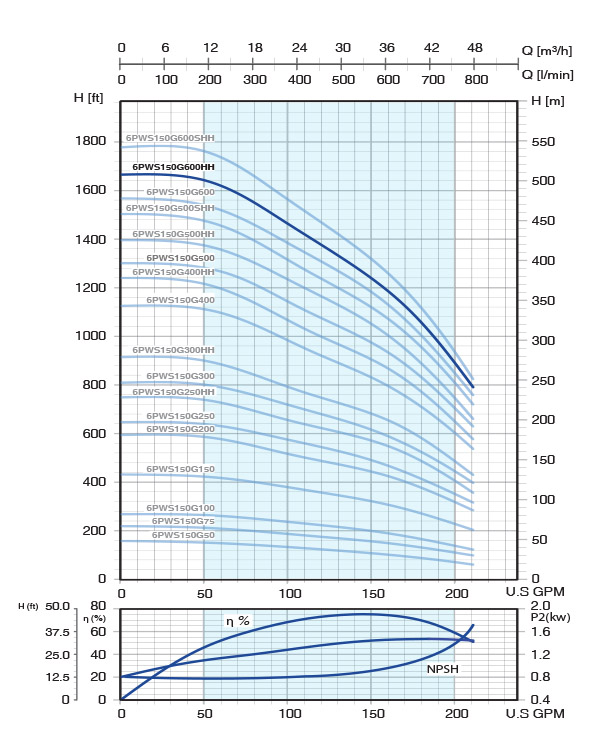 0 6 12 18 24 30 36 42 48 Q [m³/h]
0 100 200 300 400 500 600 700 800 Q [l/min]
H [ft] H [m]
1800 550
6PWS1s0G600SHH
6PWS1s0G600HH
1600 500
6PWS1s0G600
6PWS1s0Gs00SHH
450
6PWS1s0Gs00HH
1400
6PWS1s0Gs00 400
6PWS1s0G400HH
1200 350
6PWS1s0G400
1000 300
6PWS1s0G300HH
800 250
6PWS1s0G300
6PWS1s0G2s0HH
200
6PWS1s0G2s0
600
6PWS1s0G200
150
6PWS1s0G1s0
400 100
6PWS1s0G100
6PWS1s0G7s
200 50
6PWS1s0Gs0
0 0
0 50 100 150 200 U.S GPM
H (ft) 50.0 80 2.0
η (%) η % P2(kw)
37.5 60 1.6
25.0 40 1.2
NPSH
12.5 20 0.8
0 0 0.4
0 50 100 150 200 U.S GPM